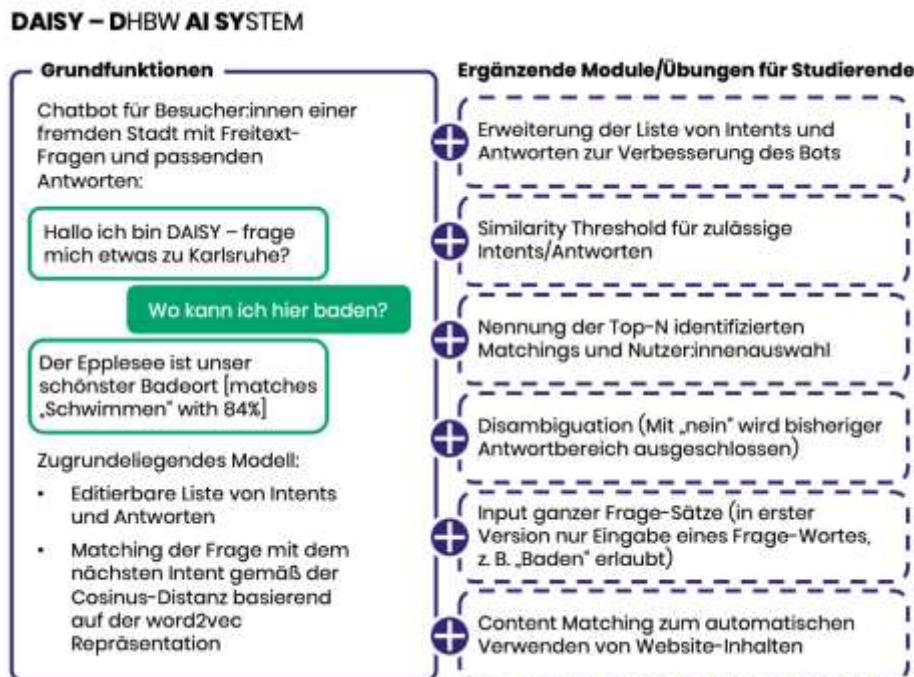 DAISY – DHBW AI SYSTEM
Grundfunktionen
Chatbot für Besucher:innen einer
fremden Stadt mit Freitext-
Fragen und passenden
Antworten:
Hallo ich bin DAISY – frage
mich etwas zu Karlsruhe?
Wo kann ich hier baden?
Der Epplesee ist unser
schönster Badeort [matches
„Schwimmen" with 84%]
Zugrundeliegendes Modell:
• Editierbare Liste von Intents
und Antworten
• Matching der Frage mit dem
nächsten Intent gemäß der
Cosinus-Distanz basierend
auf der word2vec
Repräsentation
Ergänzende Module/Übungen für Studierende
Erweiterung der Liste von Intents und
Antworten zur Verbesserung des Bots
Similarity Threshold für zulässige
Intents/Antworten
Nennung der Top-N identifizierten
Matchings und Nutzer:innenauswahl
Disambiguation (Mit „nein" wird bisheriger
Antwortbereich ausgeschlossen)
Input ganzer Frage-Sätze (in erster
Version nur Eingabe eines Frage-Wortes,
z. B. „Baden" erlaubt)
Content Matching zum automatischen
Verwenden von Website-Inhalten